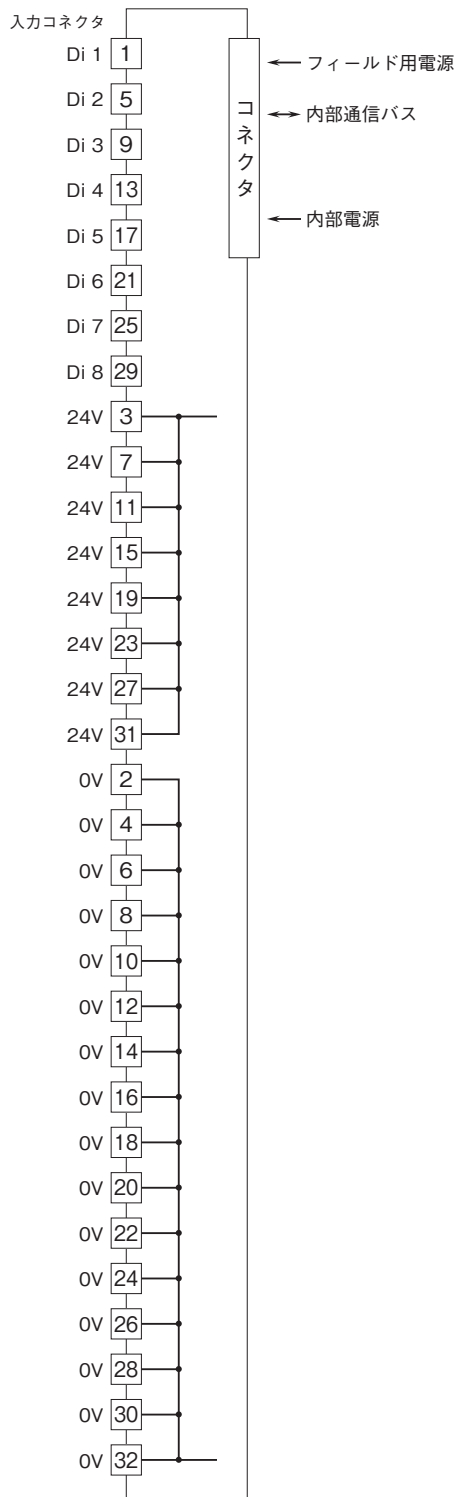 入力コネクタ
Di 1 1
Di 2 5
Di 3 9
Di 4 13
Di 5 17
Di 6 21
Di 7 25
Di 8 29
24V 3
24V 7
24V 11
24V 15
24V 19
24V 23
24V 27
24V 31
0V 2
0V 4
0V 6
0V 8
0V 10
0V 12
0V 14
0V 16
0V 18
0V 20
0V 22
0V 24
0V 26
0V 28
0V 30
0V 32
コネクタ
フィールド用電源
内部通信バス
内部電源